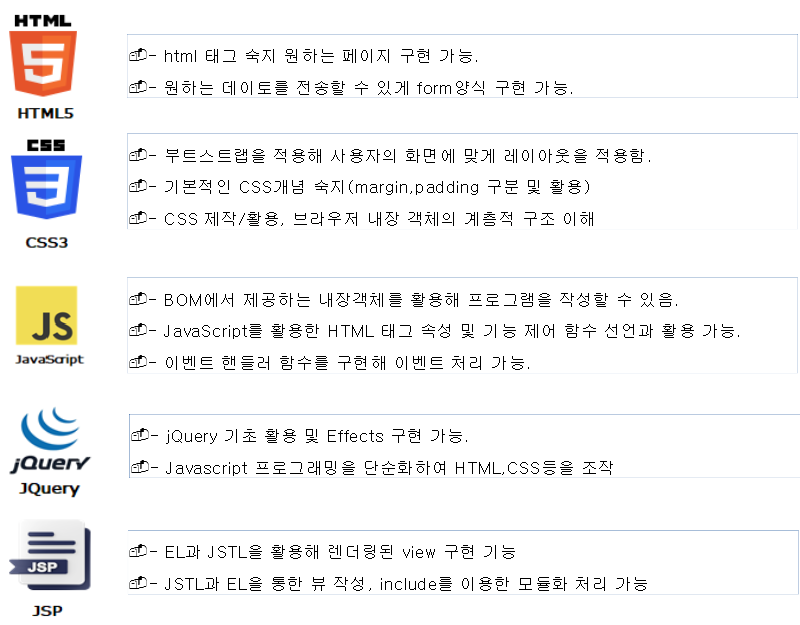 HTML
5
HTML5
- html 태그 숙지 원하는 페이지 구현 가능.
- 원하는 데이토를 전송할 수 있게 form양식 구현 가능.
CSS
3
CSS3
- 부트스트랩을 적용해 사용자의 화면에 맞게 레이아웃을 적용함.
- 기본적인 CSS개념 숙지(margin,padding 구분 및 활용)
- CSS 제작/활용, 브라우저 내장 객체의 계층적 구조 이해
JS
JavaScript
- BOM에서 제공하는 내장객체를 활용해 프로그램을 작성할 수 있음.
- JavaScript를 활용한 HTML 태그 속성 및 기능 제어 함수 선언과 활용 가능.
- 이벤트 핸들러 함수를 구현해 이벤트 처리 가능.
jQuery
JQuery
- jQuery 기초 활용 및 Effects 구현 가능.
- Javascript 프로그래밍을 단순화하여 HTML,CSS등을 조작
JSP
JSP
- EL과 JSTL을 활용해 렌더링된 view 구현 기능
- JSTL과 EL을 통한 뷰 작성, include를 이용한 모듈화 처리 가능